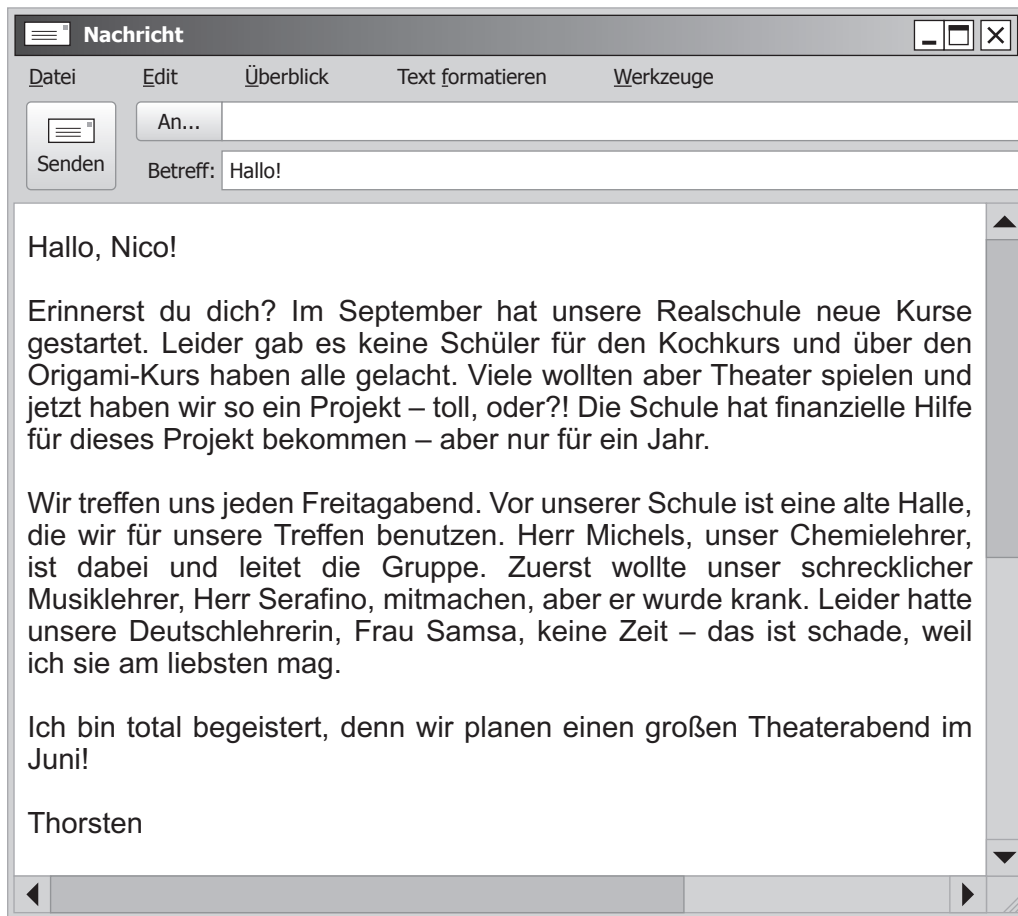 Nachricht
Datei Edit Überblick Text formatieren Werkzeuge
An...
Senden
Betreff: Hallo!
Hallo, Nico!
Erinnerst du dich? Im September hat unsere Realschule neue Kurse
gestartet. Leider gab es keine Schüler für den Kochkurs und über den
Origami-Kurs haben alle gelacht. Viele wollten aber Theater spielen und
jetzt haben wir so ein Projekt – toll, oder?! Die Schule hat finanzielle Hilfe
für dieses Projekt bekommen – aber nur für ein Jahr.
Wir treffen uns jeden Freitagabend. Vor unserer Schule ist eine alte Halle,
die wir für unsere Treffen benutzen. Herr Michels, unser Chemielehrer,
ist dabei und leitet die Gruppe. Zuerst wollte unser schrecklicher
Musiklehrer, Herr Serafino, mitmachen, aber er wurde krank. Leider hatte
unsere Deutschlehrerin, Frau Samsa, keine Zeit – das ist schade, weil
ich sie am liebsten mag.
Ich bin total begeistert, denn wir planen einen großen Theaterabend im
Juni!
Thorsten